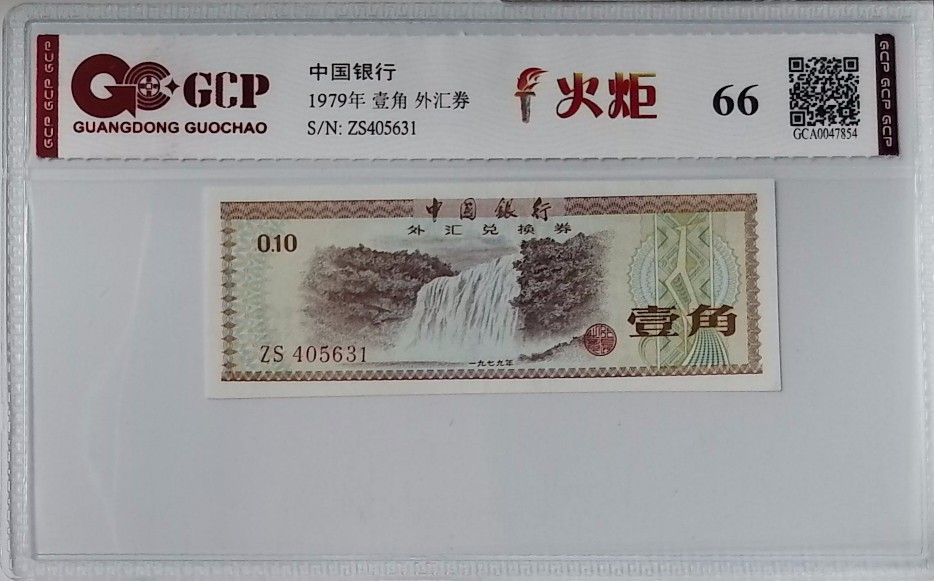 GCP
GUANGDONG GUOCHAO
中国银行
1979年 壹角 外汇券
S/N: ZS405631
火炬
66
GCA0047854
GCP GCP GCP
GCP GCP GCP
中国银行
外汇兑换券
0.10
壹角
ZS 405631
一九七九年